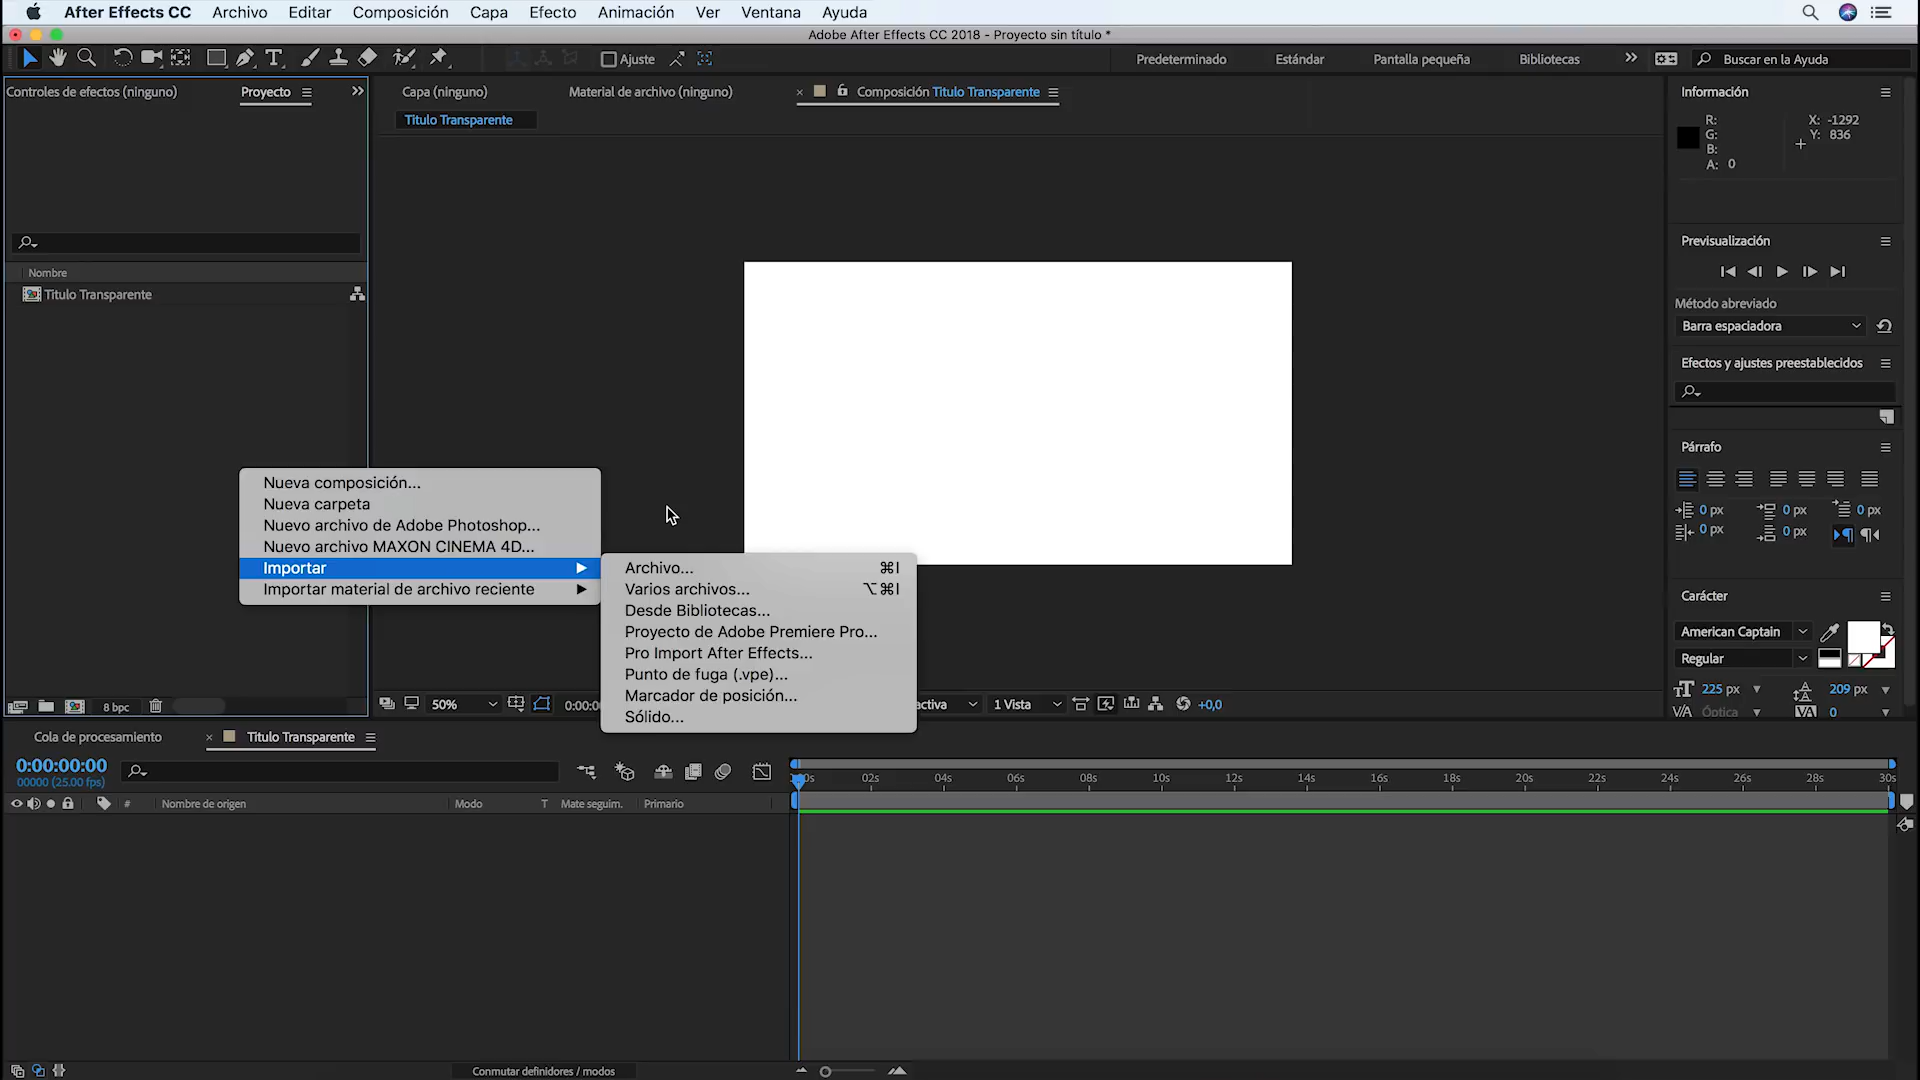 After Effects CC Archivo Editar Composición Capa Efecto Animación Ver Ventana Ayuda
Adobe After Effects CC 2018 - Proyecto sin título *
Ajuste Predeterminado Estándar Pantalla pequeña Bibliotecas Buscar en la Ayuda
Controles de efectos (ninguno) Proyecto Capa (ninguno) Material de archivo (ninguno) Composición Titulo Transparente Información
Titulo Transparente
R: X: -1292
G: Y: 836
B:
A: 0
Previsualización
Nombre
Titulo Transparente
Método abreviado
Barra espaciadora
Efectos y ajustes preestablecidos
Párrafo
0 px 0 px 0 px
0 px 0 px
Nueva composición...
Nueva carpeta
Nuevo archivo de Adobe Photoshop...
Nuevo archivo MAXON CINEMA 4D...
Importar
Importar material de archivo reciente
Archivo... ⌘I
Varios archivos... ⌥⌘I
Desde Bibliotecas...
Proyecto de Adobe Premiere Pro...
Pro Import After Effects...
Punto de fuga (.vpe)...
Marcador de posición...
Sólido...
Carácter
American Captain
Regular
225 px 209 px
Óptica 0
8 bpc 50% 0:00:0 activa 1 Vista +0,0
Cola de procesamiento Titulo Transparente
0:00:00:00
00000 (25.00 fps)
02s 04s 06s 08s 10s 12s 14s 16s 18s 20s 22s 24s 26s 28s 30s
# Nombre de origen Modo T Mate seguim. Primario
Conmutar definidores / modos